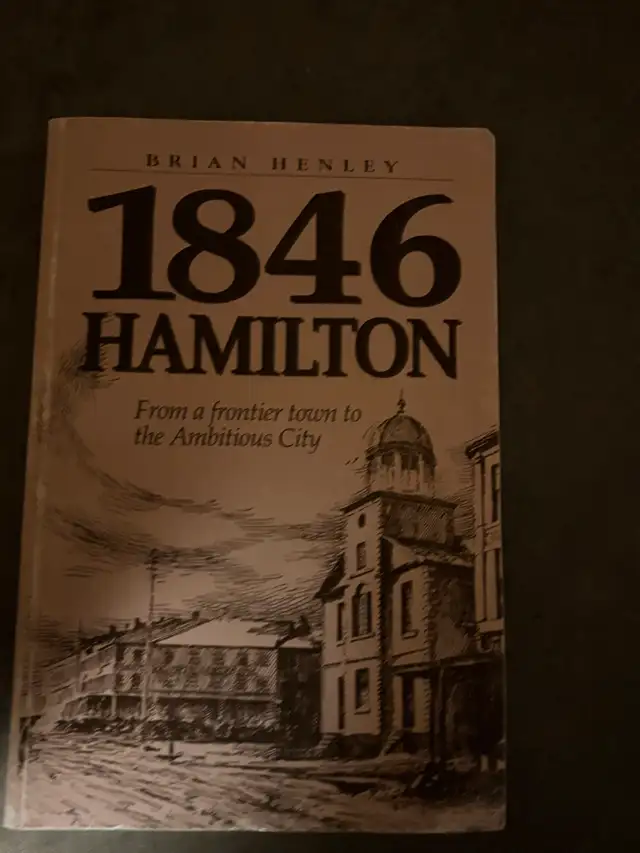 BRIAN HENLEY
1846
HAMILTON
From a frontier town to
the Ambitious City